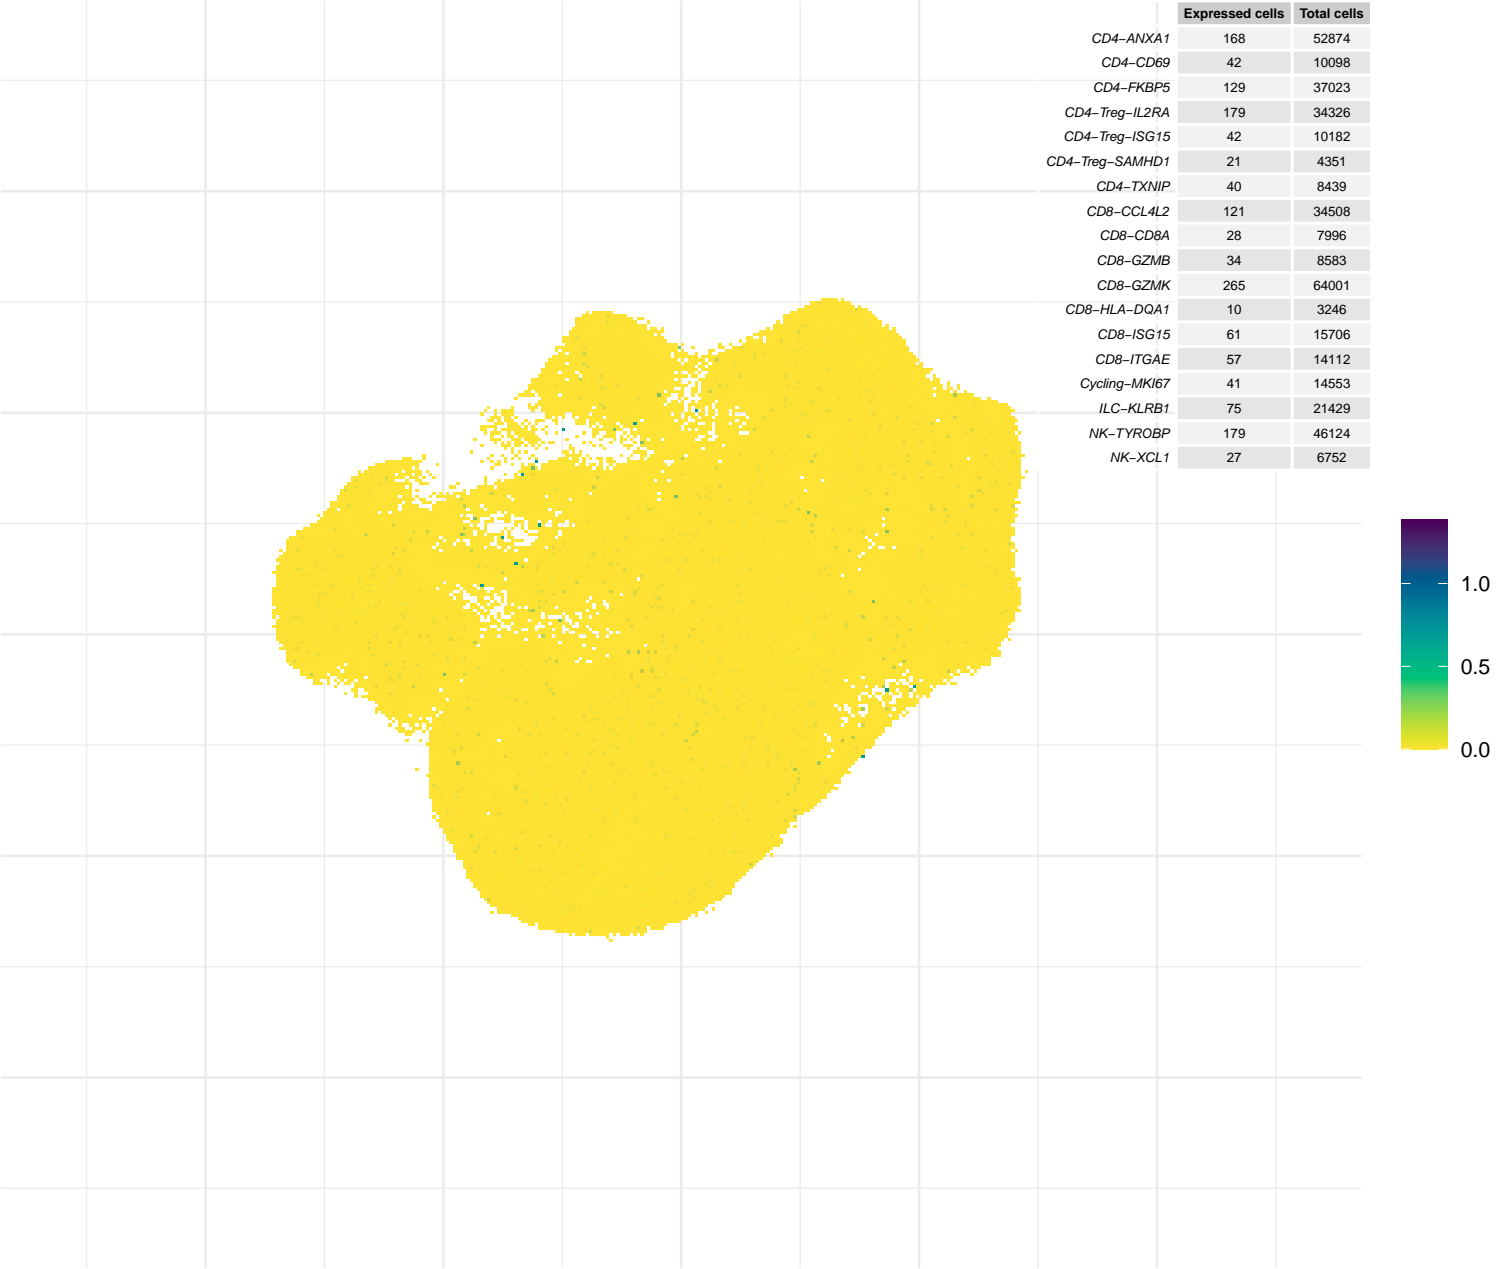 Expressed cells Total cells
CD4−ANXA1 168 52874
CD4−CD69 42 10098
CD4−FKBP5 129 37023
CD4−Treg−IL2RA 179 34326
CD4−Treg−ISG15 42 10182
CD4−Treg−SAMHD1 21 4351
CD4−TXNIP 40 8439
CD8−CCL4L2 121 34508
CD8−CD8A 28 7996
CD8−GZMB 34 8583
CD8−GZMK 265 64001
CD8−HLA−DQA1 10 3246
CD8−ISG15 61 15706
CD8−ITGAE 57 14112
Cycling−MKI67 41 14553
ILC−KLRB1 75 21429
NK−TYROBP 179 46124
NK−XCL1 27 6752
1.0
0.5
0.0